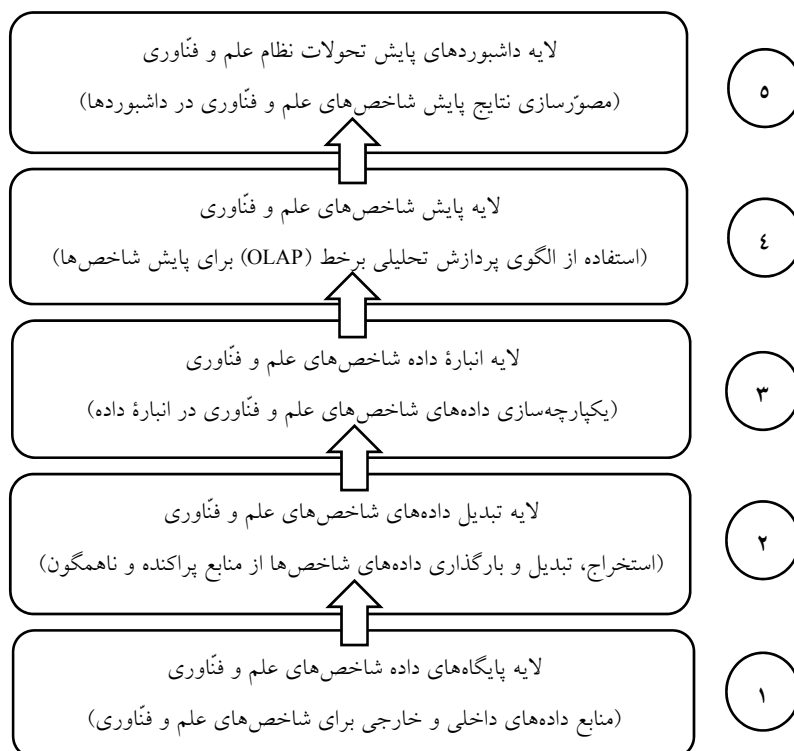 لایه داشبوردهای پایش تحولات نظام علم و فنّاوری
(مصوّرسازی نتایج پایش شاخص‌های علم و فنّاوری در داشبوردها)
۵
لایه پایش شاخص‌های علم و فنّاوری
(استفاده از الگوی پردازش تحلیلی برخط (OLAP) برای پایش شاخص‌ها)
٤
لایه انبارۀ داده شاخص‌های علم و فنّاوری
(یکپارچه‌سازی داده‌های شاخص‌های علم و فنّاوری در انبارۀ داده)
۳
لایه تبدیل داده‌های شاخص‌های علم و فنّاوری
(استخراج، تبدیل و بارگذاری داده‌های شاخص‌ها از منابع پراکنده و ناهمگون)
۲
لایه پایگاه‌های داده شاخص‌های علم و فنّاوری
(منابع داده‌های داخلی و خارجی برای شاخص‌های علم و فنّاوری)
۱